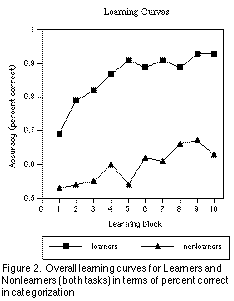 Learning Curves
1
0.9
0.8
0.7
0.6
0.5
Accuracy (percent correct)
0 1 2 3 4 5 6 7 8 9 10
Learning block
learners nonlearners
Figure 2. Overall learning curves for Learners and
Nonlearners (both tasks) in terms of percent correct
in categorization